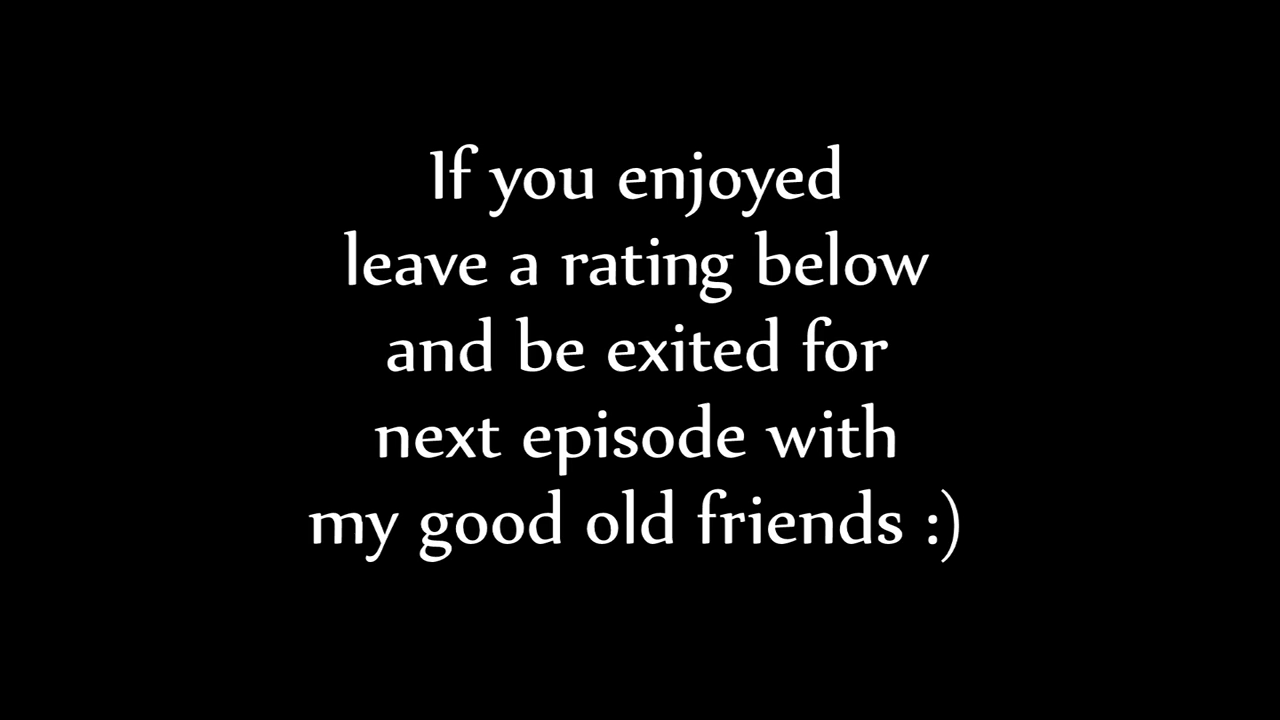 If you enjoyed
leave a rating below
and be exited for
next episode with
my good old friends :)